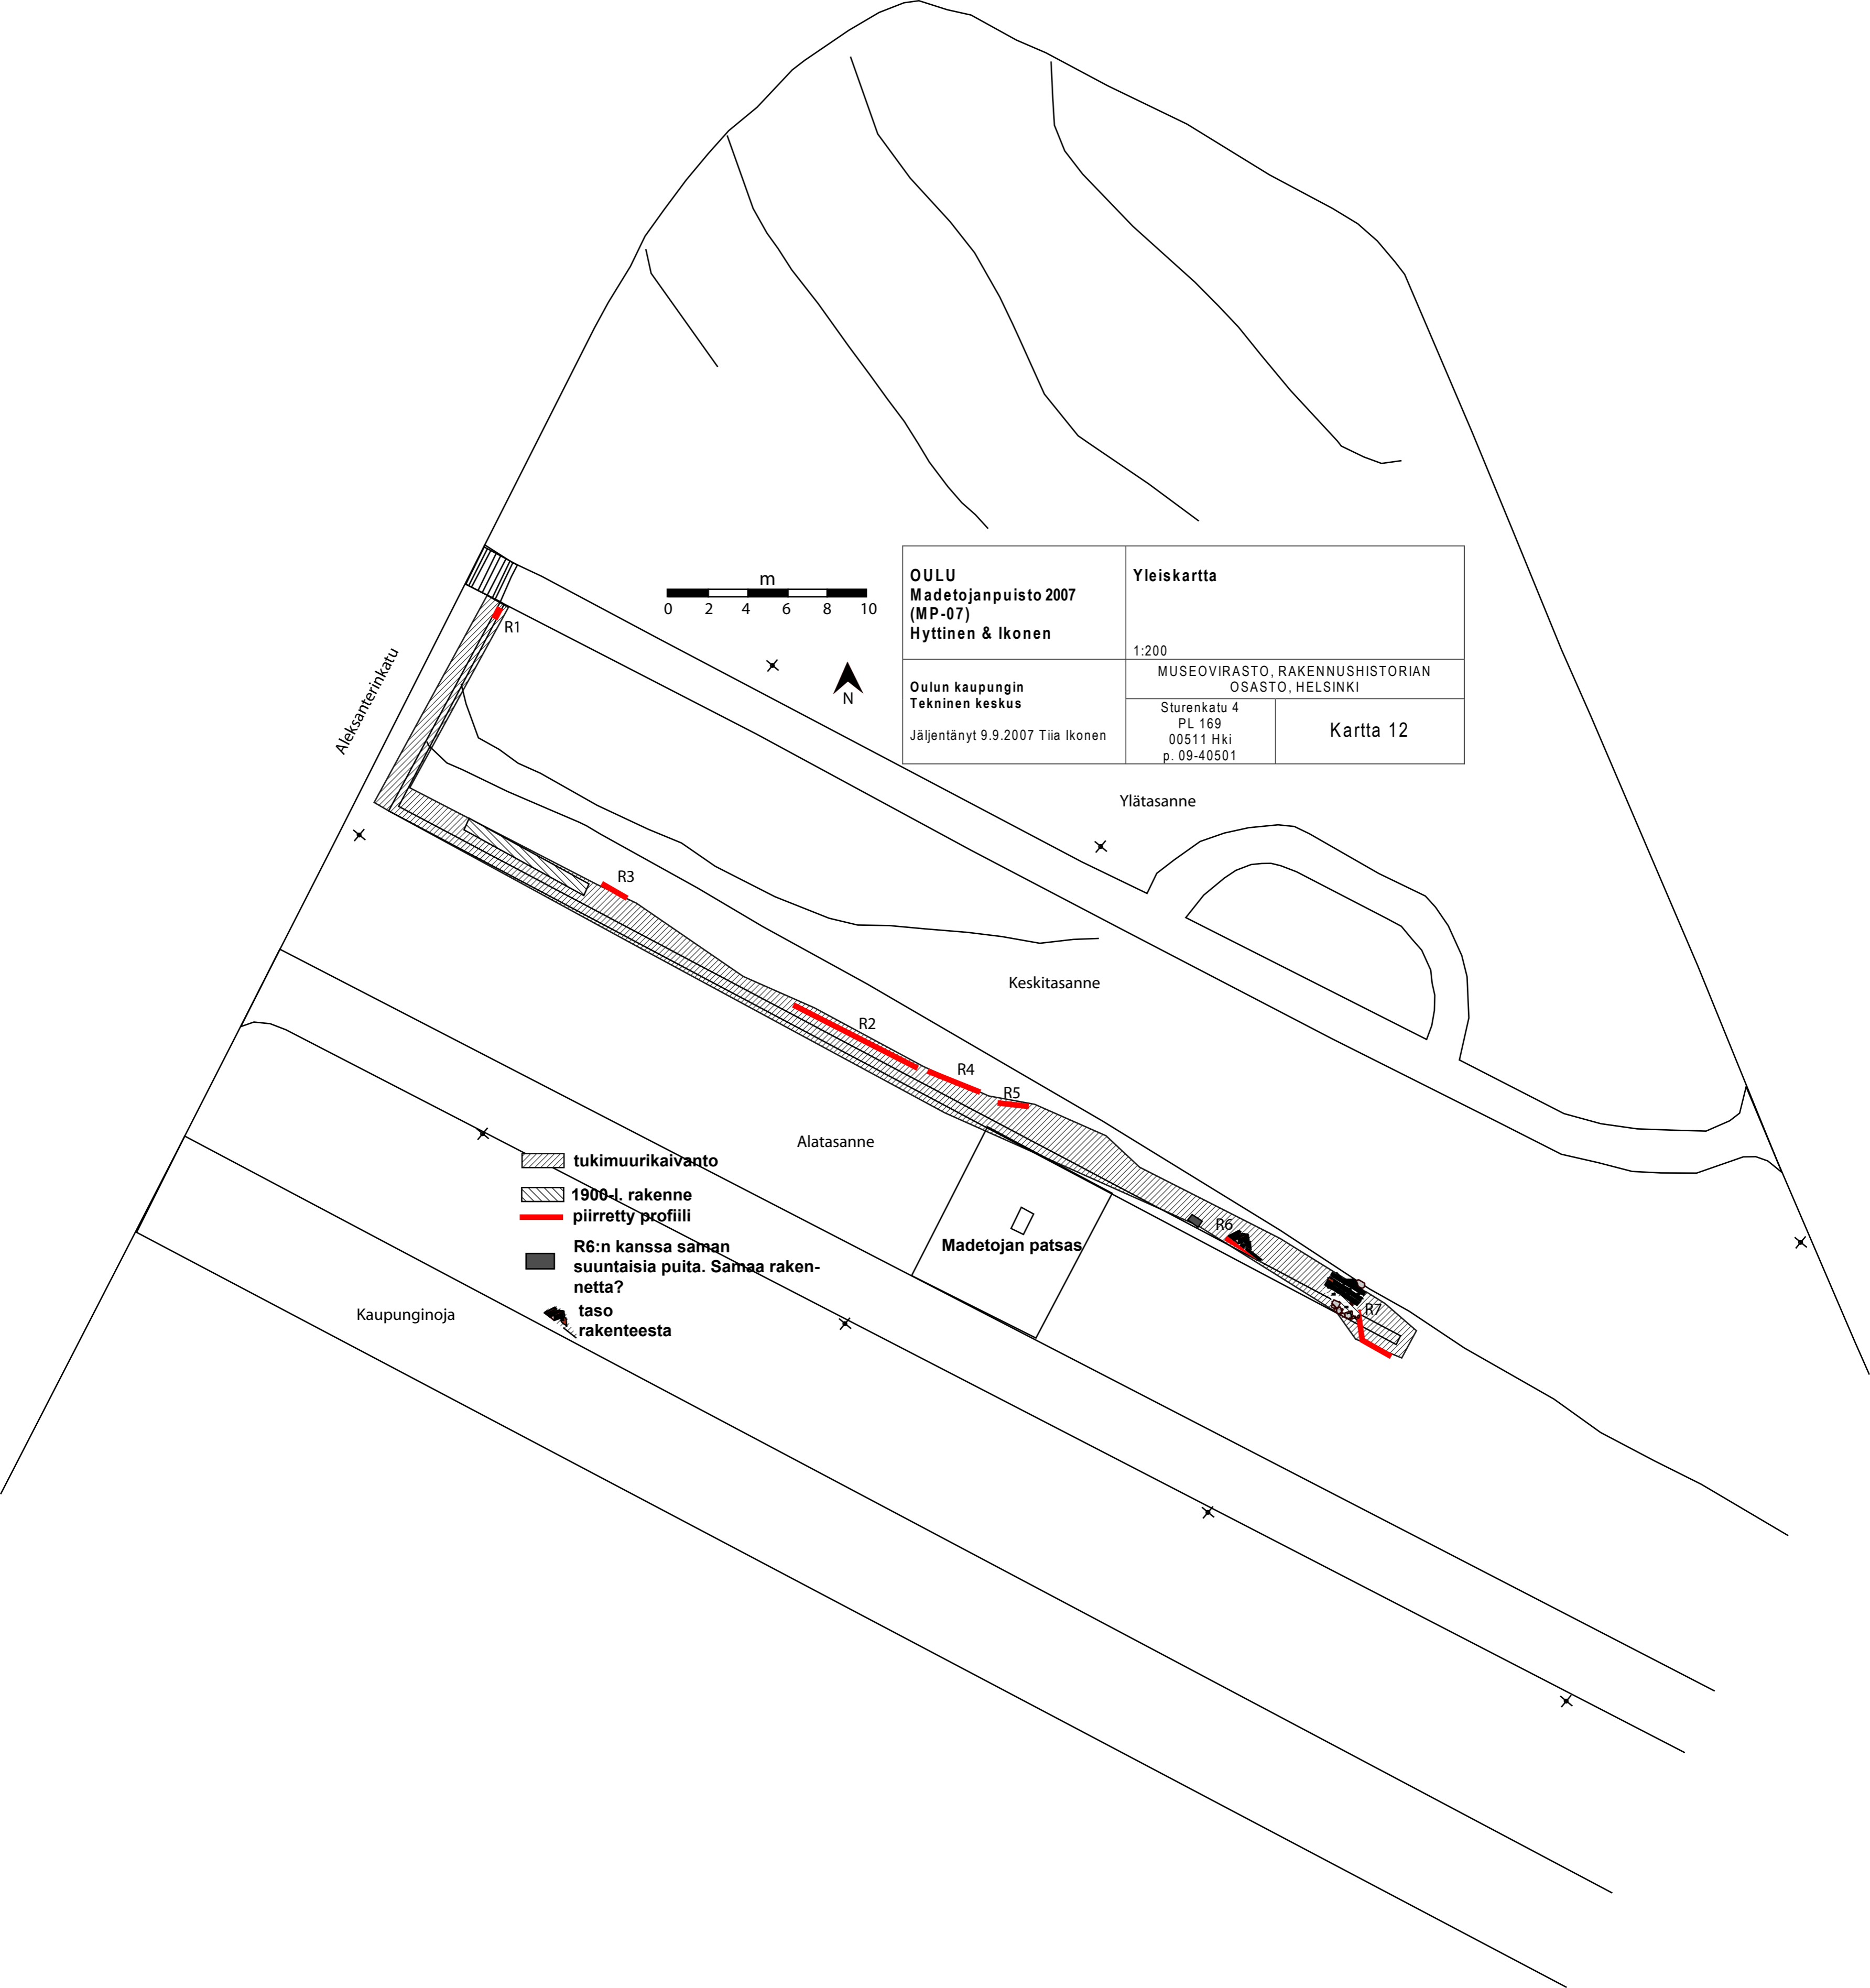 m
0 2 4 6 8 10
N
OULU
Madetojanpuisto 2007
(MP-07)
Hyttinen & Ikonen
Yleiskartta
1:200
Oulun kaupungin
Tekninen keskus
Jäljentänyt 9.9.2007 Tiia Ikonen
MUSEOVIRASTO, RAKENNUSHISTORIAN
OSASTO, HELSINKI
Sturenkatu 4
PL 169
00511 Hki
p. 09-40501
Kartta 12
R1
Aleksanterinkatu
Ylätasanne
R3
Keskitasanne
R2
R4
R5
Alatasanne
tukimuurikaivanto
1900-l. rakenne
piirretty profiili
R6:n kanssa saman
suuntaisia puita. Samaa raken-
netta?
taso
rakenteesta
Madetojan patsas
R6
R7
Kaupunginoja